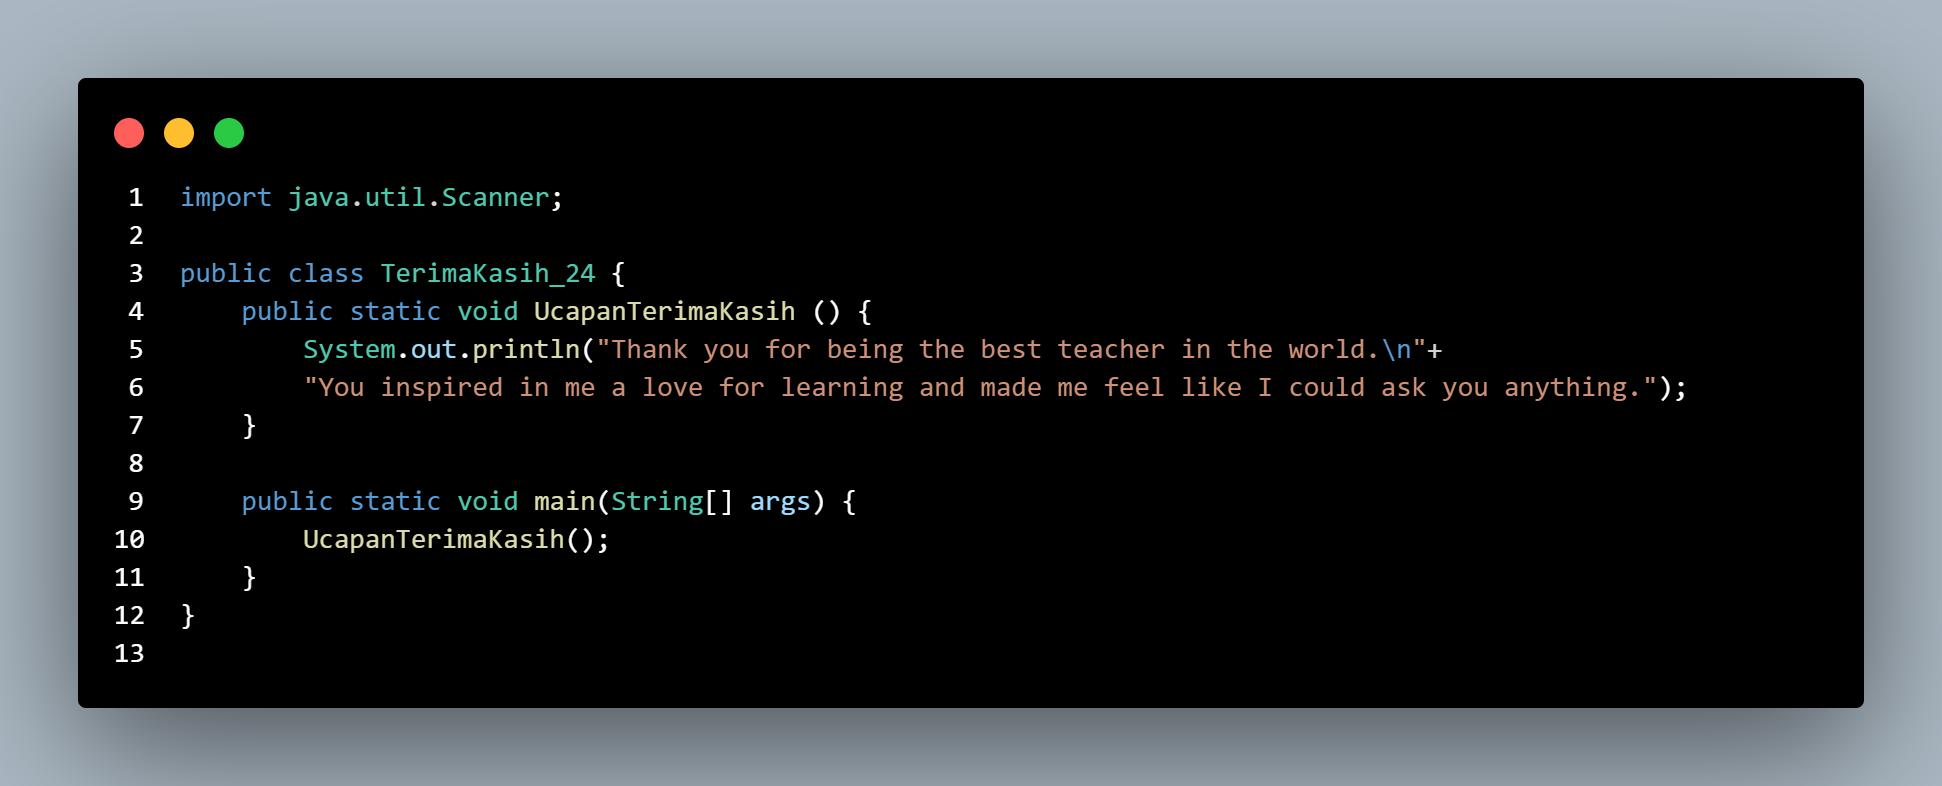 1 import java.util.Scanner;
2
3 public class TerimaKasih_24 {
4     public static void UcapanTerimaKasih () {
5         System.out.println("Thank you for being the best teacher in the world.\n"+
6         "You inspired in me a love for learning and made me feel like I could ask you anything.");
7     }
8
9     public static void main(String[] args) {
10         UcapanTerimaKasih();
11     }
12 }
13